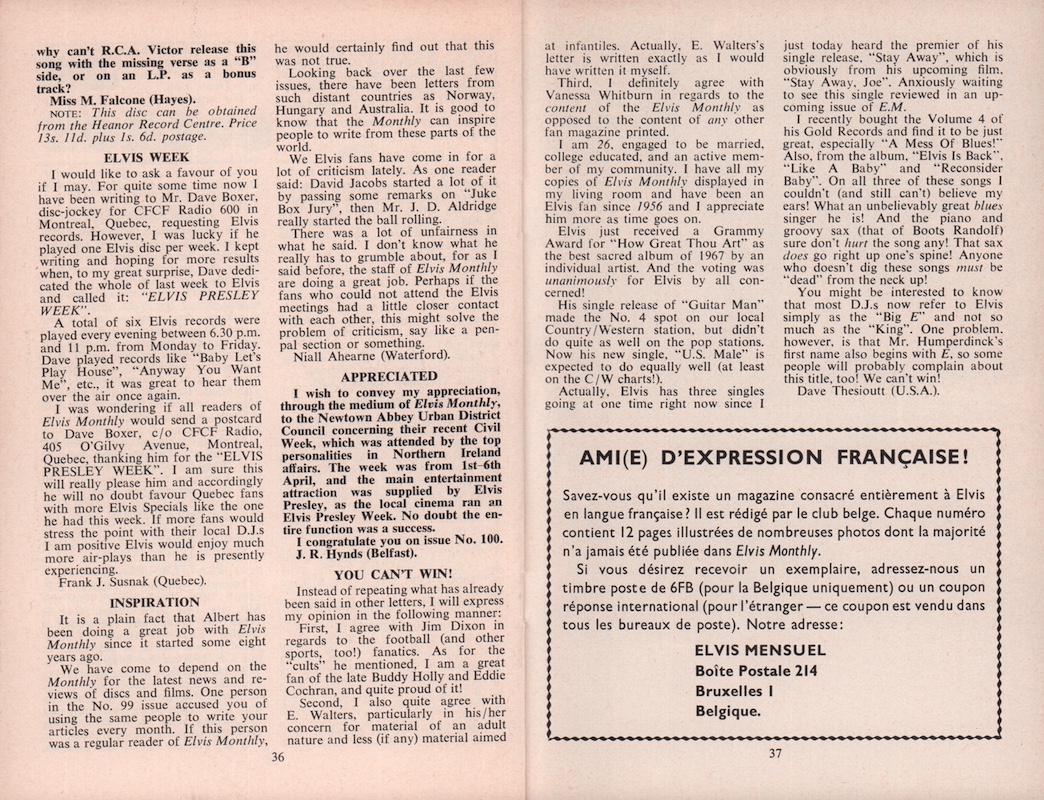 why can't R.C.A. Victor release this
song with the missing verse as a "B"
side, or on an L.P. as a bonus
track?
Miss M. Falcone (Hayes).
NOTE: This disc can be obtained
from the Heanor Record Centre. Price
13s. 11d. plus 1s. 6d. postage.
ELVIS WEEK
I would like to ask a favour of you
if I may. For quite some time now I
have been writing to Mr. Dave Boxer,
disc-jockey for CFCF Radio 600 in
Montreal, Quebec, requesting Elvis
records. However, I was lucky if he
played one Elvis disc per week. I kept
writing and hoping for more results
when, to my great surprise, Dave dedi-
cated the whole of last week to Elvis
and called it: "ELVIS PRESLEY
WEEK".
A total of six Elvis records were
played every evening between 6.30 p.m.
and 11 p.m. from Monday to Friday.
Dave played records like "Baby Let's
Play House", "Anyway You Want
Me", etc., it was great to hear them
over the air once again.
I was wondering if all readers of
Elvis Monthly would send a postcard
to Dave Boxer, c/o CFCF Radio,
405 O'Gilvy Avenue, Montreal,
Quebec, thanking him for the "ELVIS
PRESLEY WEEK". I am sure this
will really please him and accordingly
he will no doubt favour Quebec fans
with more Elvis Specials like the one
he had this week. If more fans would
stress the point with their local D.J.s
I am positive Elvis would enjoy much
more air-plays than he is presently
experiencing.
Frank J. Susnak (Quebec).
INSPIRATION
It is a plain fact that Albert has
been doing a great job with Elvis
Monthly since it started some eight
years ago.
We have come to depend on the
Monthly for the latest news and re-
views of discs and films. One person
in the No. 99 issue accused you of
using the same people to write your
articles every month. If this person
was a regular reader of Elvis Monthly,
he would certainly find out that this
was not true.
Looking back over the last few
issues, there have been letters from
such distant countries as Norway,
Hungary and Australia. It is good to
know that the Monthly can inspire
people to write from these parts of the
world.
We Elvis fans have come in for a
lot of criticism lately. As one reader
said: David Jacobs started a lot of it
by passing some remarks on "Juke
Box Jury", then Mr. J. D. Aldridge
really started the ball rolling.
There was a lot of unfairness in
what he said. I don't know what he
really has to grumble about, for as I
said before, the staff of Elvis Monthly
are doing a great job. Perhaps if the
fans who could not attend the Elvis
meetings had a little closer contact
with each other, this might solve the
problem of criticism, say like a pen-
pal section or something.
Niall Ahearne (Waterford).
APPRECIATED
I wish to convey my appreciation,
through the medium of Elvis Monthly,
to the Newtown Abbey Urban District
Council concerning their recent Civil
Week, which was attended by the top
personalities in Northern Ireland
affairs. The week was from 1st-6th
April, and the main entertainment
attraction was supplied by Elvis
Presley, as the local cinema ran an
Elvis Presley Week. No doubt the en-
tire function was a success.
I congratulate you on issue No. 100.
J. R. Hynds (Belfast).
YOU CAN'T WIN!
Instead of repeating what has already
been said in other letters, I will express
my opinion in the following manner:
First, I agree with Jim Dixon in
regards to the football (and other
sports, too!) fanatics. As for the
"cults" he mentioned, I am a great
fan of the late Buddy Holly and Eddie
Cochran, and quite proud of it!
Second, I also quite agree with
E. Walters, particularly in his/her
concern for material of an adult
nature and less (if any) material aimed
36
at infantiles. Actually, E. Walters's
letter is written exactly as I would
have written it myself.
Third, I definitely agree with
Vanessa Whitburn in regards to the
content of the Elvis Monthly as
opposed to the content of any other
fan magazine printed.
I am 26, engaged to be married,
college educated, and an active mem-
ber of my community. I have all my
copies of Elvis Monthly displayed in
my living room and have been an
Elvis fan since 1956 and I appreciate
him more as time goes on.
Elvis just received a Grammy
Award for "How Great Thou Art" as
the best sacred album of 1967 by an
individual artist. And the voting was
unanimously for Elvis by all con-
cerned!
His single release of "Guitar Man"
made the No. 4 spot on our local
Country/Western station, but didn't
do quite as well on the pop stations.
Now his new single, "U.S. Male" is
expected to do equally well (at least
on the C/W charts!).
Actually, Elvis has three singles
going at one time right now since I
just today heard the premier of his
single release, "Stay Away", which is
obviously from his upcoming film,
"Stay Away, Joe". Anxiously waiting
to see this single reviewed in an up-
coming issue of E.M.
I recently bought the Volume 4 of
his Gold Records and find it to be just
great, especially "A Mess Of Blues!"
Also, from the album, "Elvis Is Back",
"Like A Baby" and "Reconsider
Baby". On all three of these songs I
couldn't (and still can't) believe my
ears! What an unbelievably great blues
singer he is! And the piano and
groovy sax (that of Boots Randolf)
sure don't hurt the song any! That sax
does go right up one's spine! Anyone
who doesn't dig these songs must be
"dead" from the neck up!
You might be interested to know
that most D.J.s now refer to Elvis
simply as the "Big E" and not so
much as the "King". One problem,
however, is that Mr. Humperdinck's
first name also begins with E, so some
people will probably complain about
this title, too! We can't win!
Dave Thesioutt (U.S.A.).
AMI(E) D'EXPRESSION FRANÇAISE!
Savez-vous qu'il existe un magazine consacré entièrement à Elvis
en langue française? Il est rédigé par le club belge. Chaque numéro
contient 12 pages illustrées de nombreuses photos dont la majorité
n'a jamais été publiée dans Elvis Monthly.
Si vous désirez recevoir un exemplaire, adressez-nous un
timbre poste de 6FB (pour la Belgique uniquement) ou un coupon
réponse international (pour l'étranger — ce coupon est vendu dans
tous les bureaux de poste). Notre adresse:
ELVIS MENSUEL
Boîte Postale 214
Bruxelles 1
Belgique.
37